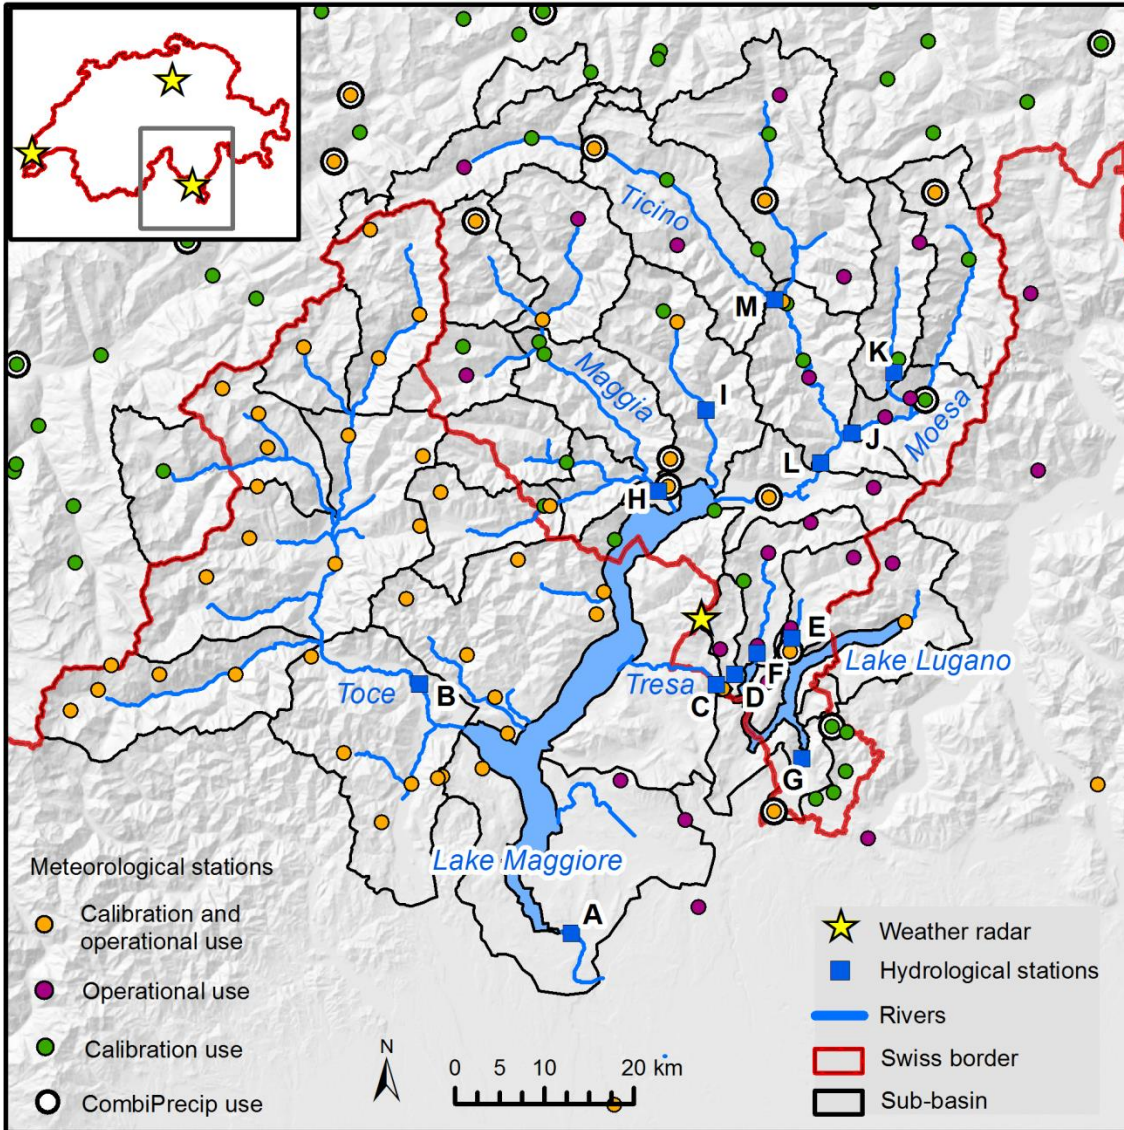 Ticino
M
K
Maggia
I
Moesa
J
L
H
E
Lake Lugano
F
Toce
B
Tresa
C
D
G
Lake Maggiore
A
Meteorological stations
Calibration and
operational use
Operational use
Calibration use
CombiPrecip use
N
0 5 10 20 km
Weather radar
Hydrological stations
Rivers
Swiss border
Sub-basin